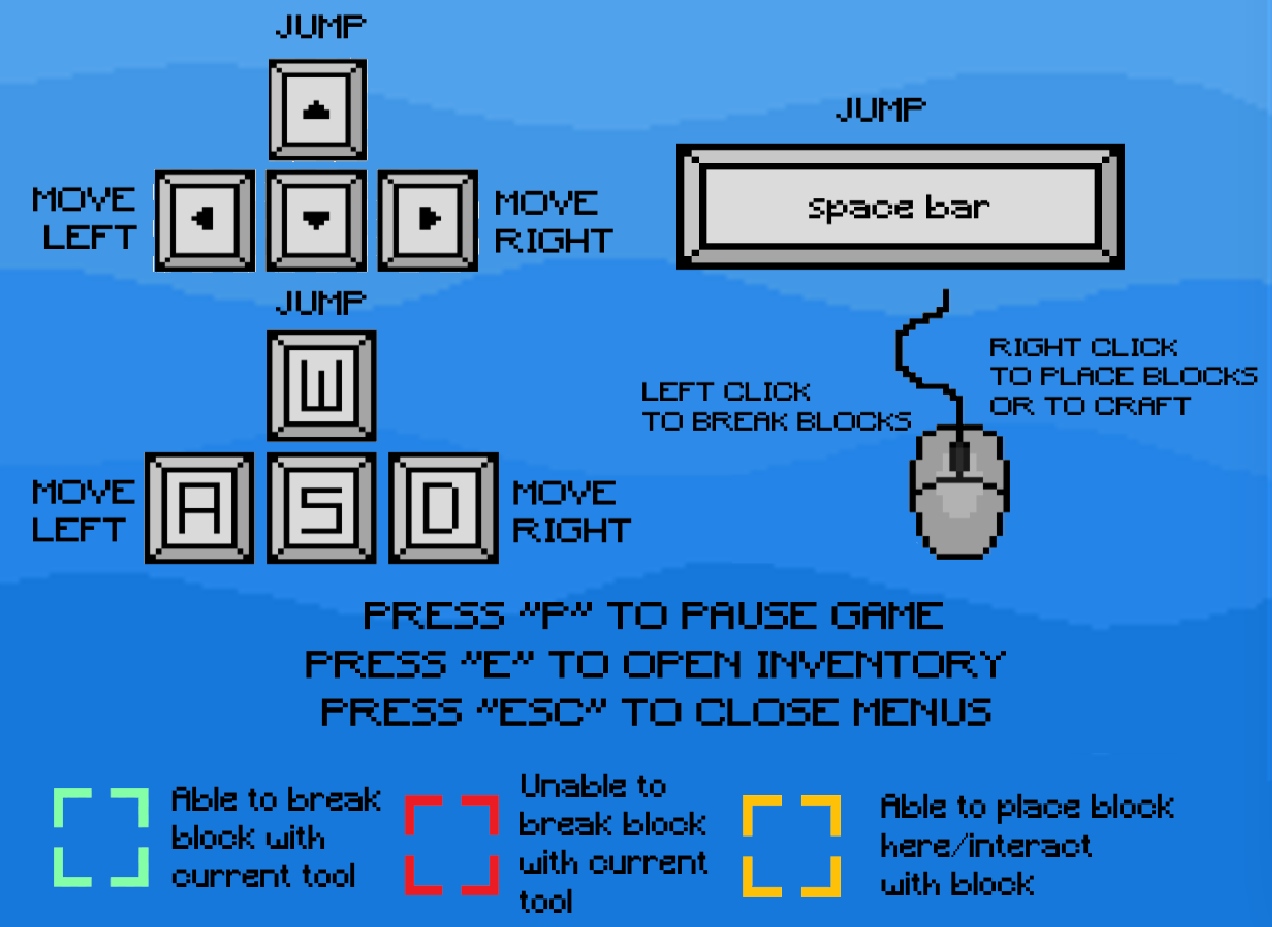 JUMP
MOVE
LEFT
MOVE
RIGHT
JUMP
space bar
JUMP
W
MOVE
LEFT
A
S
D
MOVE
RIGHT
LEFT CLICK
TO BREAK BLOCKS
RIGHT CLICK
TO PLACE BLOCKS
OR TO CRAFT
PRESS "P" TO PAUSE GAME
PRESS "E" TO OPEN INVENTORY
PRESS "ESC" TO CLOSE MENUS
Able to break
block with
current tool
Unable to
break block
with current
tool
Able to place block
here/interact
with block